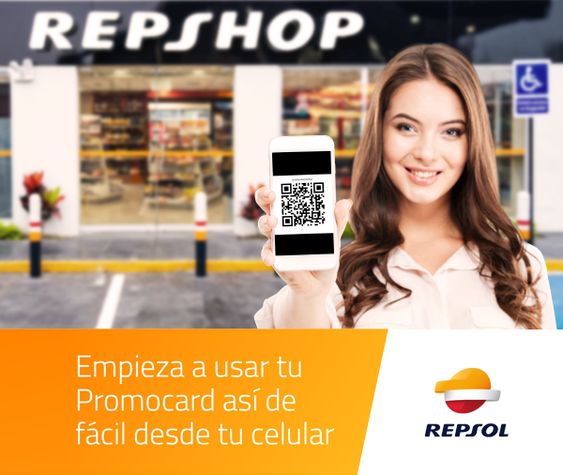 REPSHOP
Empieza a usar tu
Promocard así de
fácil desde tu celular
REPSOL